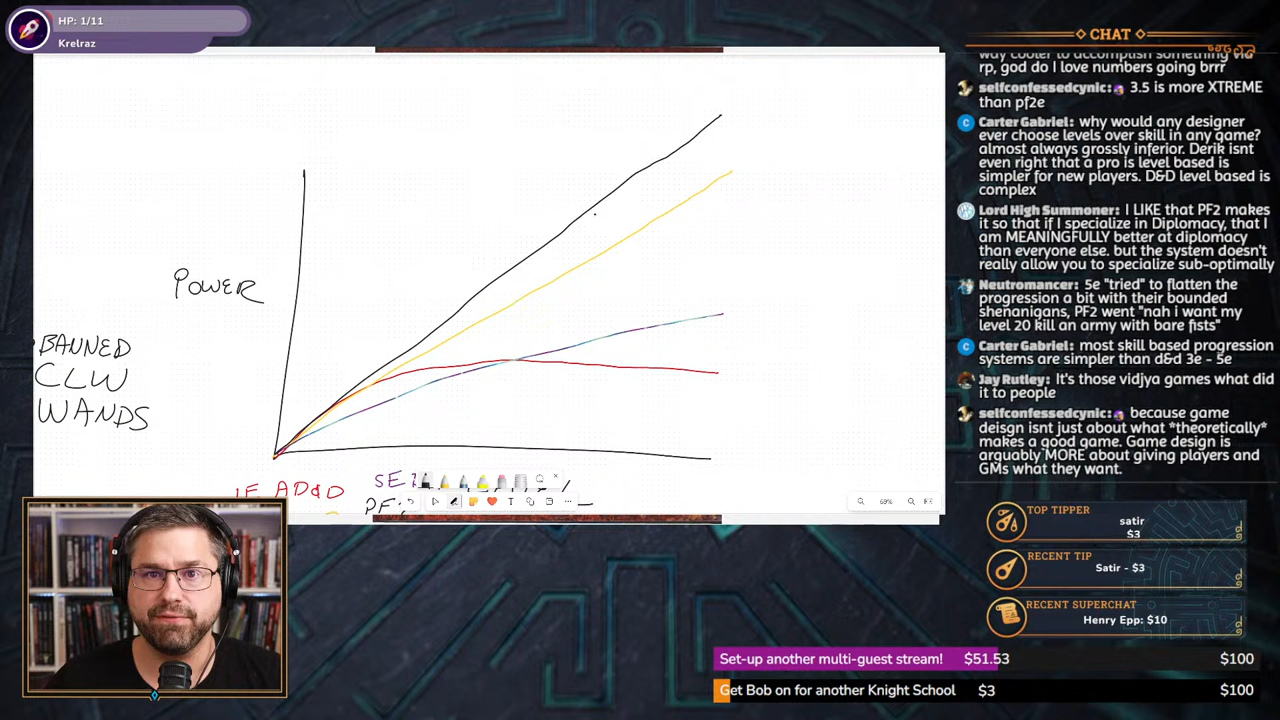 HP: 1/11
Krelraz
POWER
BANNED
CLW
WANDS
1E AD&D
CHAT
way cooler to accomplish something via
rp, god do I love numbers going brrr
selfconfessedcynic: 3.5 is more XTREME
than pf2e
Carter Gabriel: why would any designer
ever choose levels over skill in any game?
almost always grossly inferior. Derik isnt
even right that a pro is level based is
simpler for new players. D&D level based is
complex
Lord High Summoner: I LIKE that PF2 makes
it so that if I specialize in Diplomacy, that I
am MEANINGFULLY better at diplomacy
than everyone else. but the system doesn't
really allow you to specialize sub-optimally
Neutromancer: 5e "tried" to flatten the
progression a bit with their bounded
shenanigans, PF2 went "nah i want my
level 20 kill an army with bare fists"
Carter Gabriel: most skill based progression
systems are simpler than d&d 3e - 5e
Jay Rutley: It's those vidjya games what did
it to people
selfconfessedcynic: because game
deisgn isnt just about what *theoretically*
makes a good game. Game design is
arguably MORE about giving players and
GMs what they want.
69%
TOP TIPPER
satir
$3
RECENT TIP
Satir - $3
RECENT SUPERCHAT
Henry Epp: $10
Set-up another multi-guest stream! $51.53 $100
Get Bob on for another Knight School $3 $100